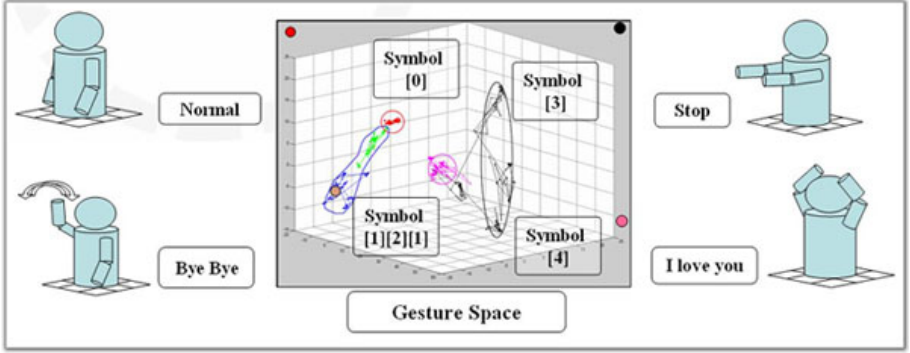 Normal
Symbol
[0]
Symbol
[3]
Stop
Bye Bye
Symbol
[1][2][1]
Symbol
[4]
I love you
Gesture Space